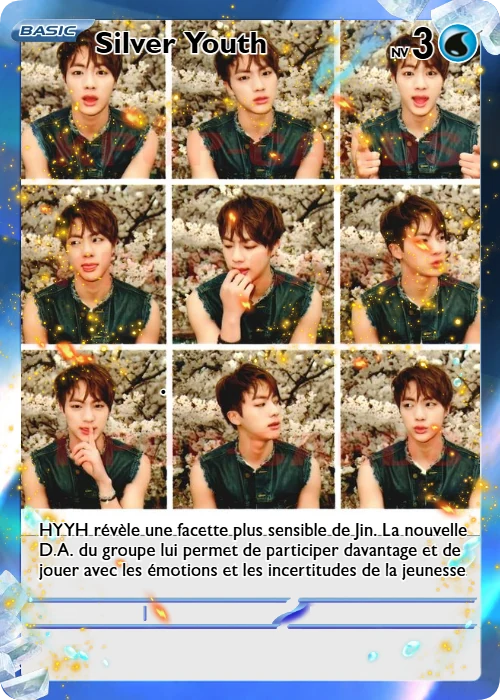 BASIC
Silver Youth
NV 3
HYYH révèle une facette plus sensible de Jin. La nouvelle
D.A. du groupe lui permet de participer davantage et de
jouer avec les émotions et les incertitudes de la jeunesse